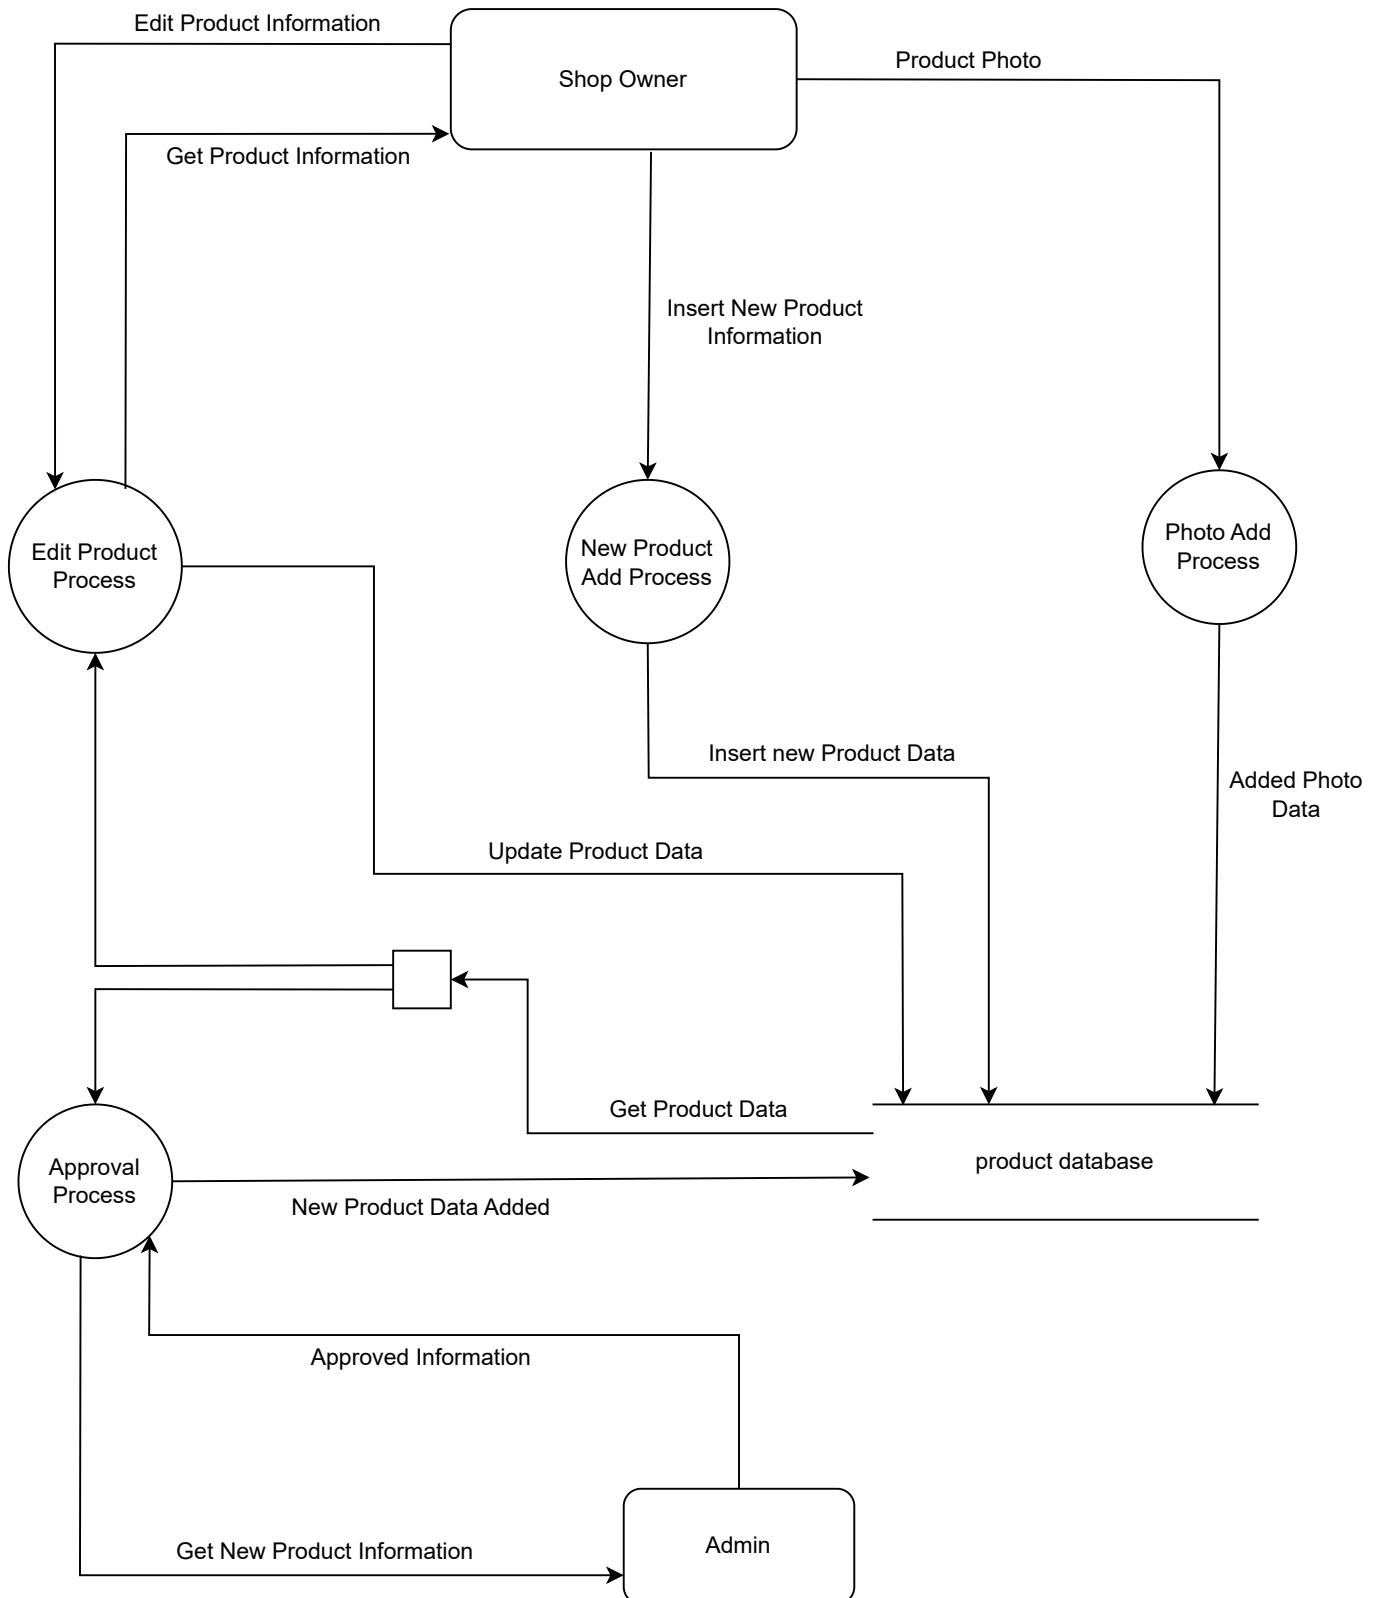 Edit Product Information
Shop Owner
Product Photo
Get Product Information
Insert New Product
Information
Edit Product
Process
New Product
Add Process
Photo Add
Process
Insert new Product Data
Added Photo
Data
Update Product Data
Get Product Data
product database
Approval
Process
New Product Data Added
Approved Information
Get New Product Information
Admin